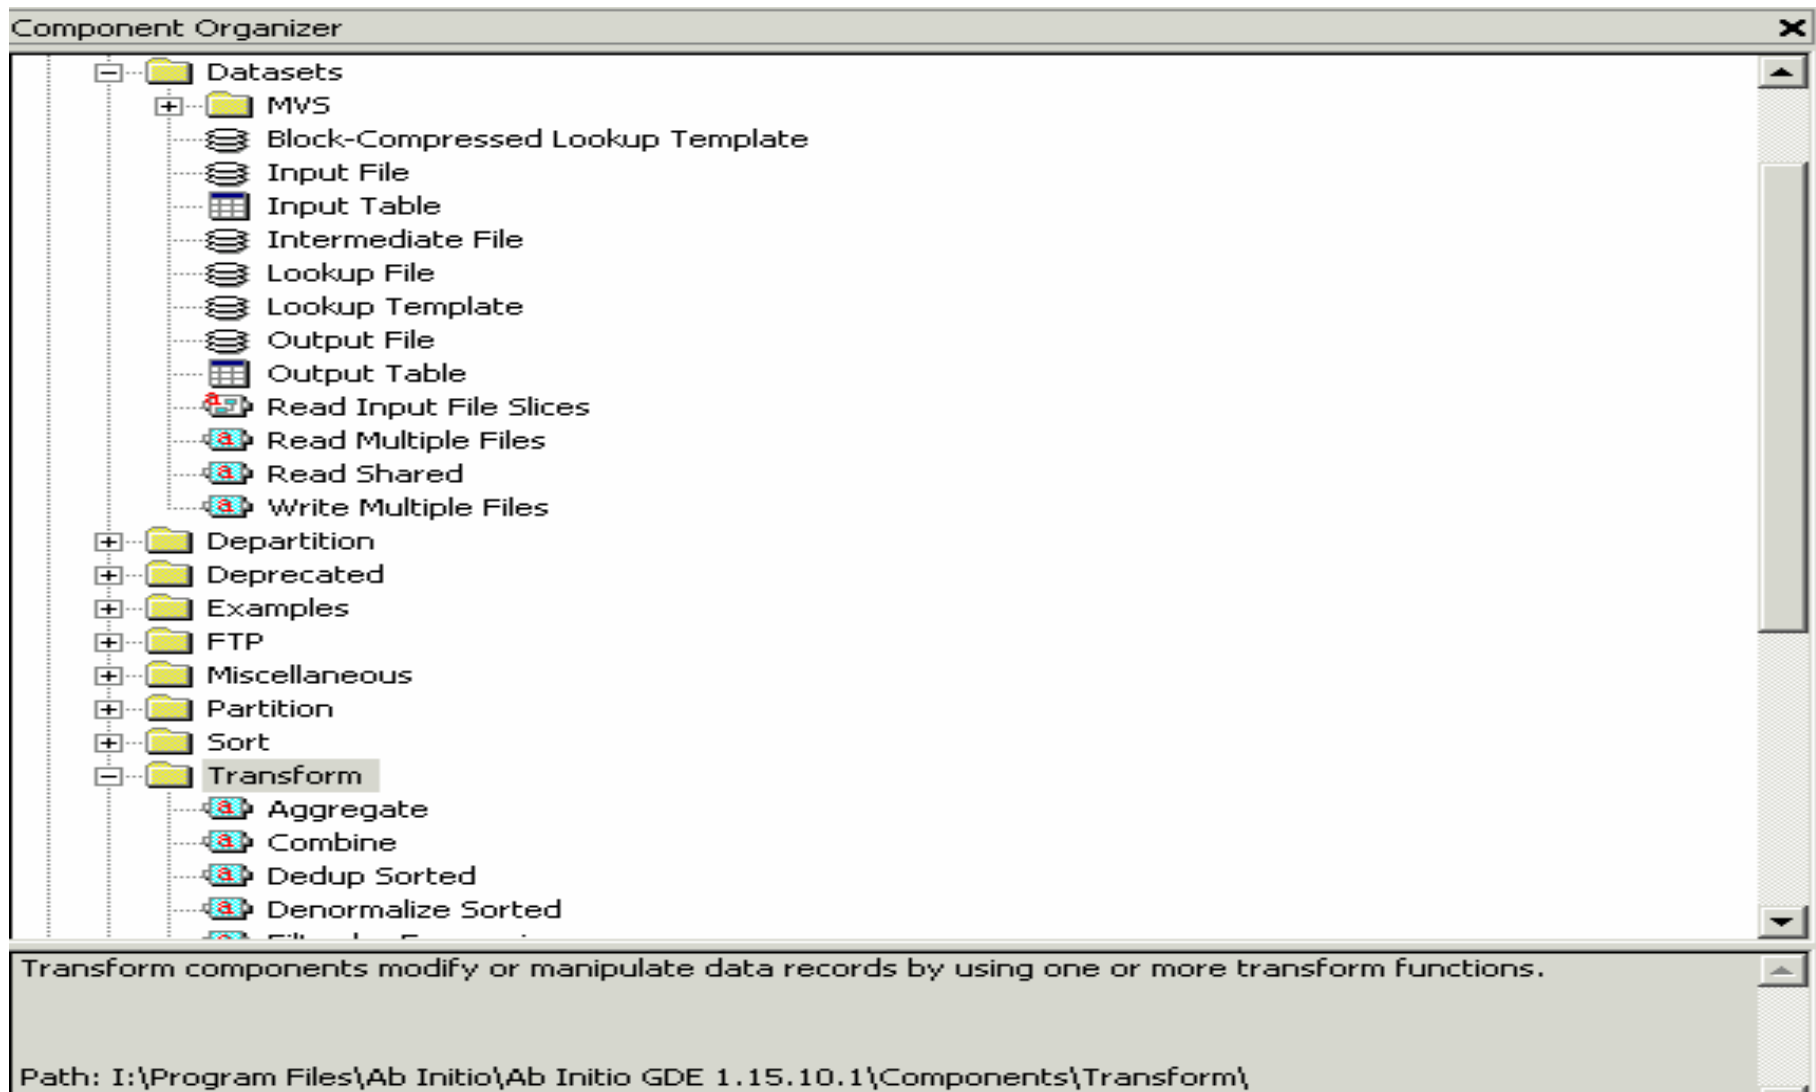 Component Organizer
Datasets
MVS
Block-Compressed Lookup Template
Input File
Input Table
Intermediate File
Lookup File
Lookup Template
Output File
Output Table
Read Input File Slices
Read Multiple Files
Read Shared
Write Multiple Files
Departition
Deprecated
Examples
FTP
Miscellaneous
Partition
Sort
Transform
Aggregate
Combine
Dedup Sorted
Denormalize Sorted
Transform components modify or manipulate data records by using one or more transform functions.
Path: I:\Program Files\Ab Initio\Ab Initio GDE 1.15.10.1\Components\Transform\